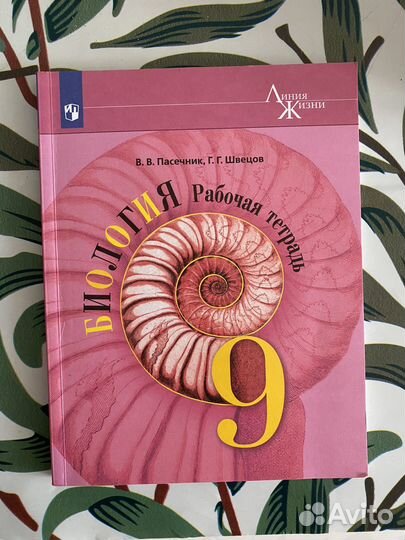 Линия
Жизни
В. В. Пасечник, Г. Г. Швецов
БИОЛОГИЯ
Рабочая тетрадь
9
Avito